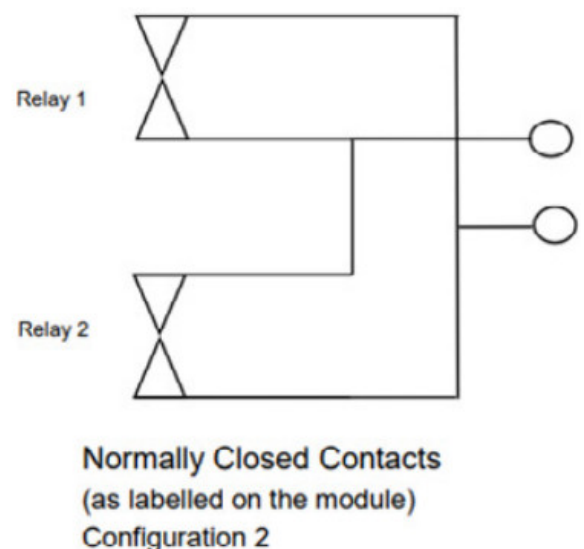 Relay 1
Relay 2
Normally Closed Contacts
(as labelled on the module)
Configuration 2